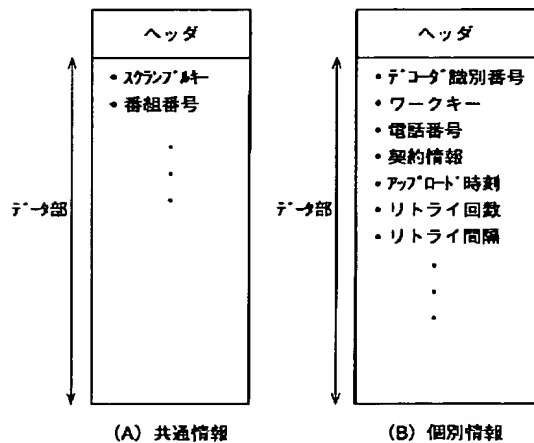 ヘッダ
・スクランブルキー
・番組番号
・
・
・
データ部
(A) 共通情報
ヘッダ
・デコーダ識別番号
・ワークキー
・電話番号
・契約情報
・アップロード時刻
・リトライ回数
・リトライ間隔
・
・
・
データ部
(B) 個別情報